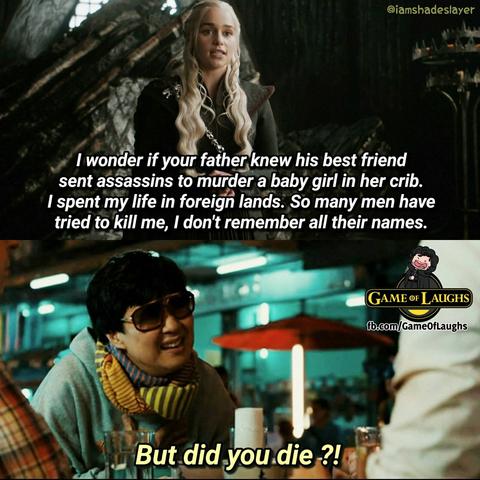 @iamshadeslayer
I wonder if your father knew his best friend
sent assassins to murder a baby girl in her crib.
I spent my life in foreign lands. So many men have
tried to kill me, I don't remember all their names.
GAME OF LAUGHS
fb.com/GameOfLaughs
But did you die ?!